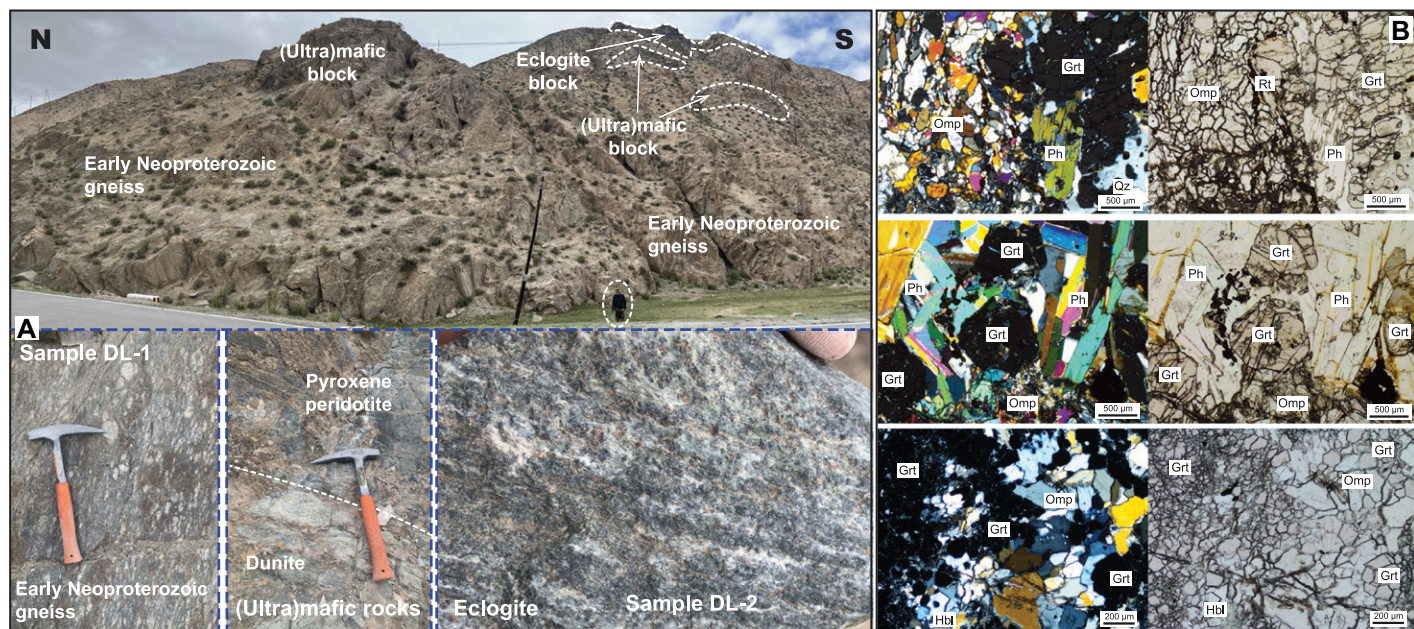 N
(Ultra)mafic
block
Eclogite
block
S
(Ultra)mafic
block
Early Neoproterozoic
gneiss
Early Neoproterozoic
gneiss
A
Sample DL-1
Early Neoproterozoic
gneiss
Pyroxene
peridotite
Dunite
(Ultra)mafic rocks
Eclogite
Sample DL-2
B
Grt
Omp
Ph
Qz
500 µm
Omp
Rt
Grt
Ph
500 µm
Grt
Ph
Ph
Grt
Grt
Omp
500 µm
Grt
Ph
Ph
Grt
Grt
Grt
Omp
500 µm
Grt
Omp
Grt
Grt
Hbl
200 µm
Grt
Grt
Omp
Grt
Hbl
200 µm